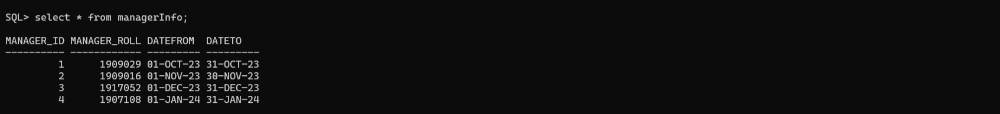 SQL> select * from managerInfo;
MANAGER_ID MANAGER_ROLL DATEFROM  DATETO
---------- ------------ --------- ---------
         1      1909029 01-OCT-23 31-OCT-23
         2      1909016 01-NOV-23 30-NOV-23
         3      1917052 01-DEC-23 31-DEC-23
         4      1907108 01-JAN-24 31-JAN-24